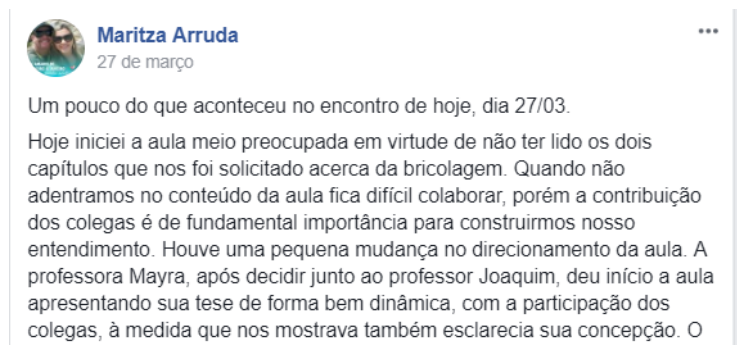 Maritza Arruda
27 de março
Um pouco do que aconteceu no encontro de hoje, dia 27/03.
Hoje iniciei a aula meio preocupada em virtude de não ter lido os dois
capítulos que nos foi solicitado acerca da bricolagem. Quando não
adentramos no conteúdo da aula fica difícil colaborar, porém a contribuição
dos colegas é de fundamental importância para construirmos nosso
entendimento. Houve uma pequena mudança no direcionamento da aula. A
professora Mayra, após decidir junto ao professor Joaquim, deu início a aula
apresentando sua tese de forma bem dinâmica, com a participação dos
colegas, à medida que nos mostrava também esclarecia sua concepção. O